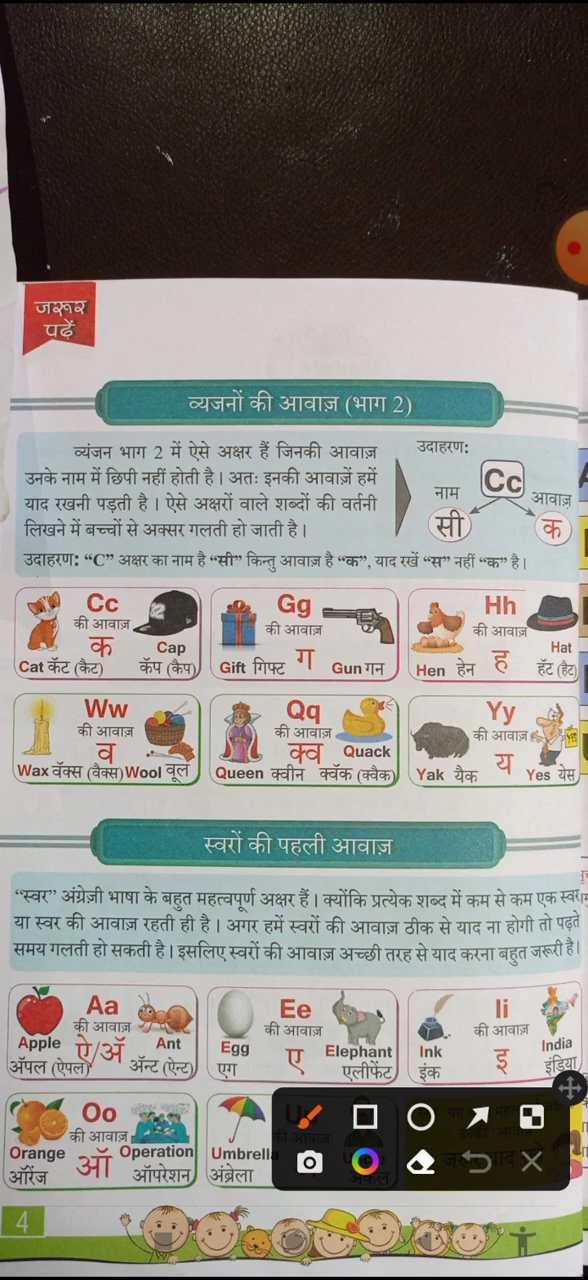 जरूर
पढ़ें
व्यजनों की आवाज़ (भाग 2)
व्यंजन भाग 2 में ऐसे अक्षर हैं जिनकी आवाज़
उनके नाम में छिपी नहीं होती है। अतः इनकी आवाज़ें हमें
याद रखनी पड़ती है। ऐसे अक्षरों वाले शब्दों की वर्तनी
लिखने में बच्चों से अक्सर गलती हो जाती है।
उदाहरण:
Cc
नाम आवाज़
सी क
उदाहरण: “C” अक्षर का नाम है “सी” किन्तु आवाज़ है “क”, याद रखें “स” नहीं “क” है।
Cc
की आवाज़
क
Cap
Cat कॅट (कैट) कॅप (कैप)
Gg
की आवाज़
Gift गिफ्ट ग Gun गन
Hh
की आवाज़
Hat
Hen हेन ह हॅट (हैट)
Ww
की आवाज़
व
Wax वॅक्स (वैक्स) Wool वूल
Qq
की आवाज़
क्व Quack
Queen क्वीन क्वॅक (क्वैक)
Yy
की आवाज़
YES
Yak यैक य Yes येस
स्वरों की पहली आवाज़
“स्वर” अंग्रेज़ी भाषा के बहुत महत्वपूर्ण अक्षर हैं। क्योंकि प्रत्येक शब्द में कम से कम एक स्वर
या स्वर की आवाज़ रहती ही है। अगर हमें स्वरों की आवाज़ ठीक से याद ना होगी तो पढ़ते
समय गलती हो सकती है। इसलिए स्वरों की आवाज़ अच्छी तरह से याद करना बहुत जरूरी है।
Aa
की आवाज़
Apple ऐ/अॅ Ant
अॅपल (ऐपल) अ‍ॅन्ट (ऐन्ट)
Ee
की आवाज़
Egg ए Elephant
एग एलीफेंट
Ii
की आवाज़
Ink इ India
इंक इंडिया
Oo
की आवाज़
Orange ऑ Operation
ऑरेंज ऑपरेशन
Umbrella
अंब्रेला
4